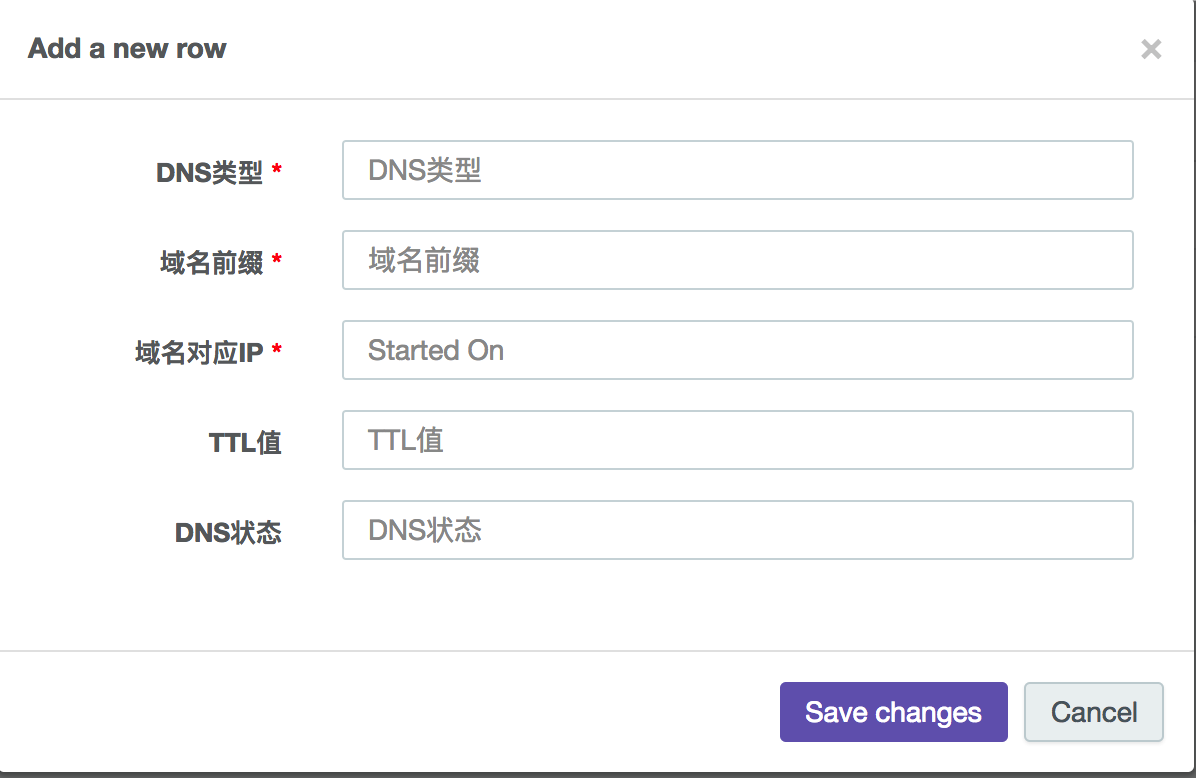 Add a new row ×
DNS类型 * DNS类型
域名前缀 * 域名前缀
域名对应IP * Started On
TTL值 TTL值
DNS状态 DNS状态
Save changes Cancel